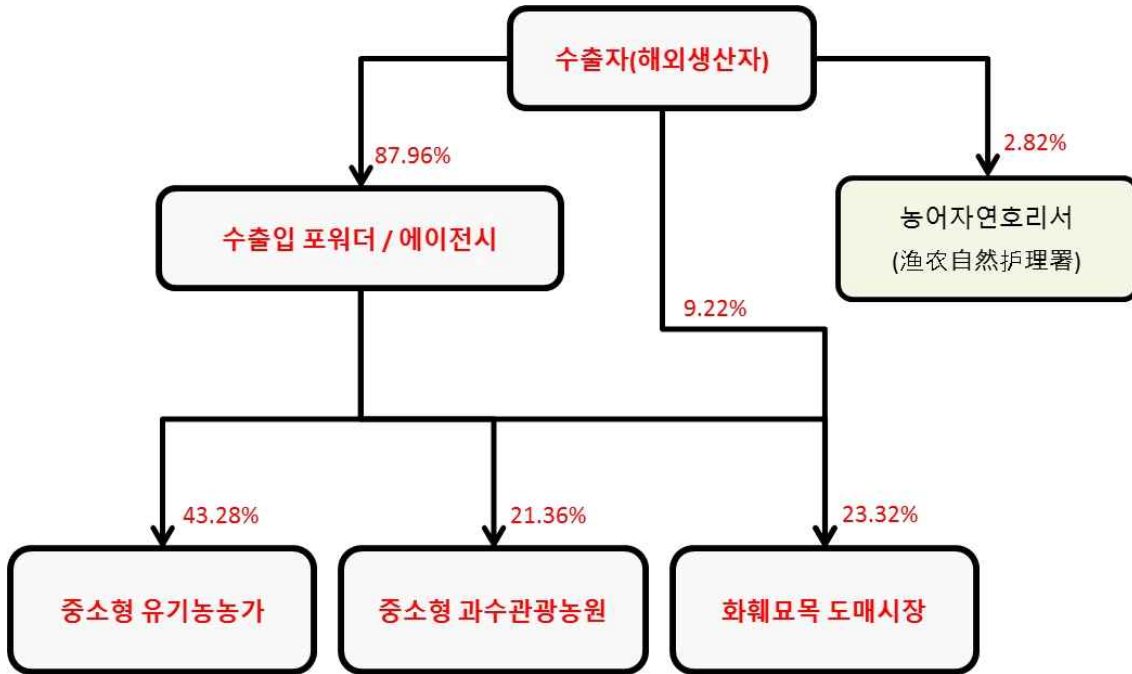 수출자(해외생산자)
87.96%
2.82%
수출입 포워더 / 에이전시
농어자연호리서
(渔农自然护理署)
9.22%
43.28%
21.36%
23.32%
중소형 유기농농가
중소형 과수관광농원
화훼묘목 도매시장